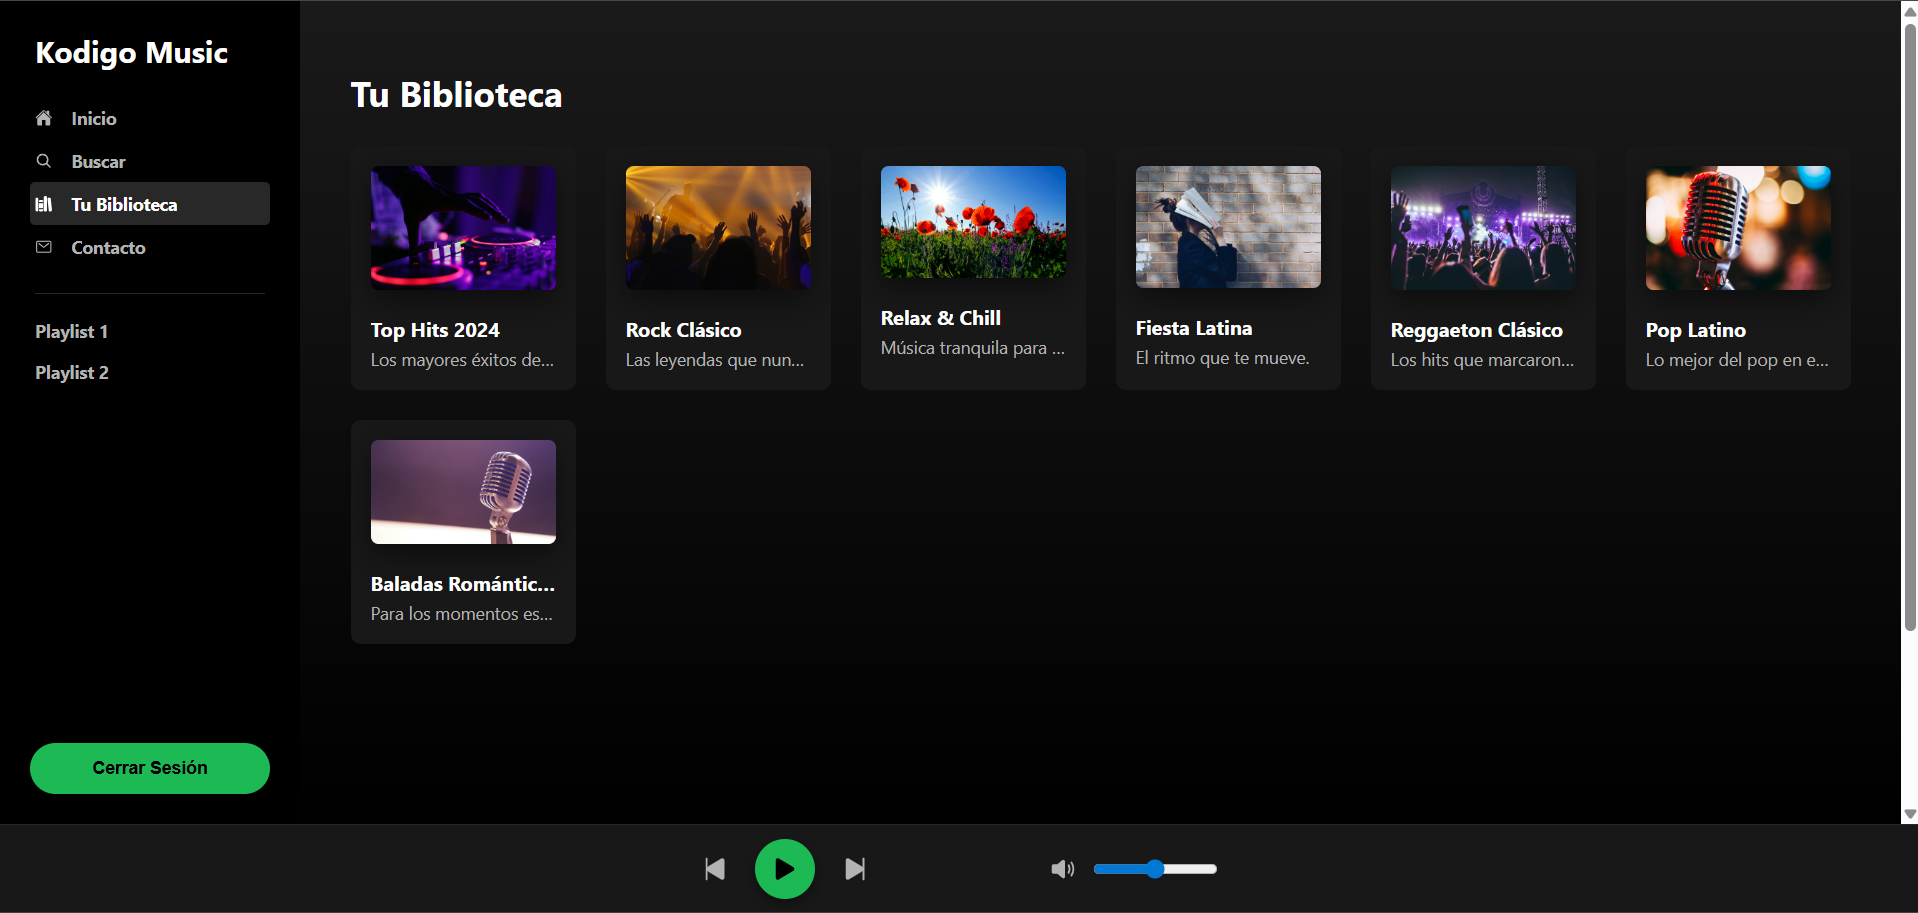 Kodigo Music
Inicio
Buscar
Tu Biblioteca
Contacto
Playlist 1
Playlist 2
Cerrar Sesión
Tu Biblioteca
Top Hits 2024
Los mayores éxitos de...
Rock Clásico
Las leyendas que nun...
Relax & Chill
Música tranquila para ...
Fiesta Latina
El ritmo que te mueve.
Reggaeton Clásico
Los hits que marcaron...
Pop Latino
Lo mejor del pop en e...
Baladas Romántic...
Para los momentos es...